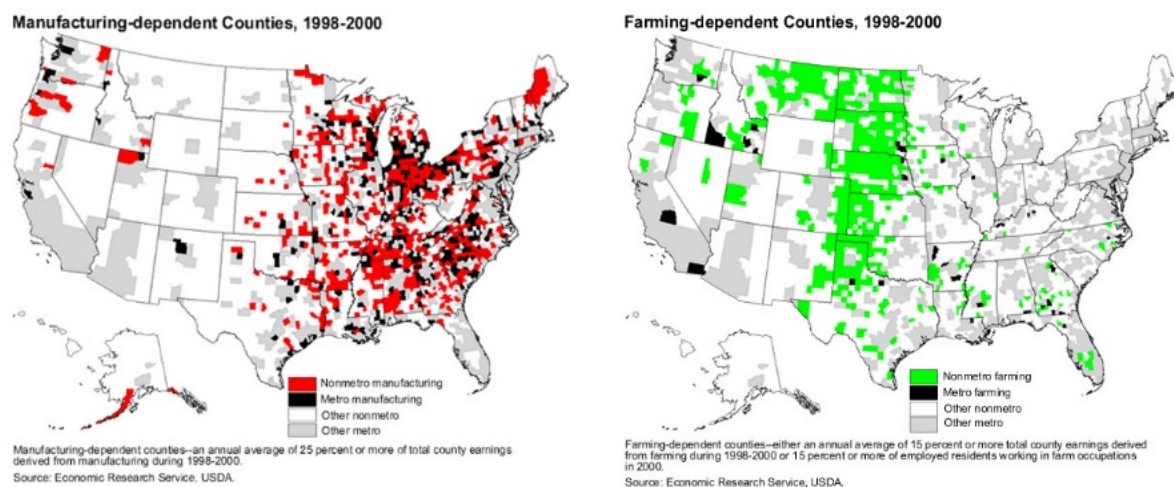 Manufacturing-dependent Counties, 1998-2000
Nonmetro manufacturing
Metro manufacturing
Other nonmetro
Other metro
Manufacturing-dependent counties--an annual average of 25 percent or more of total county earnings
derived from manufacturing during 1998-2000.
Source: Economic Research Service, USDA.
Farming-dependent Counties, 1998-2000
Nonmetro farming
Metro farming
Other nonmetro
Other metro
Farming-dependent counties--either an annual average of 15 percent or more total county earnings derived
from farming during 1998-2000 or 15 percent or more of employed residents working in farm occupations
in 2000.
Source: Economic Research Service, USDA.